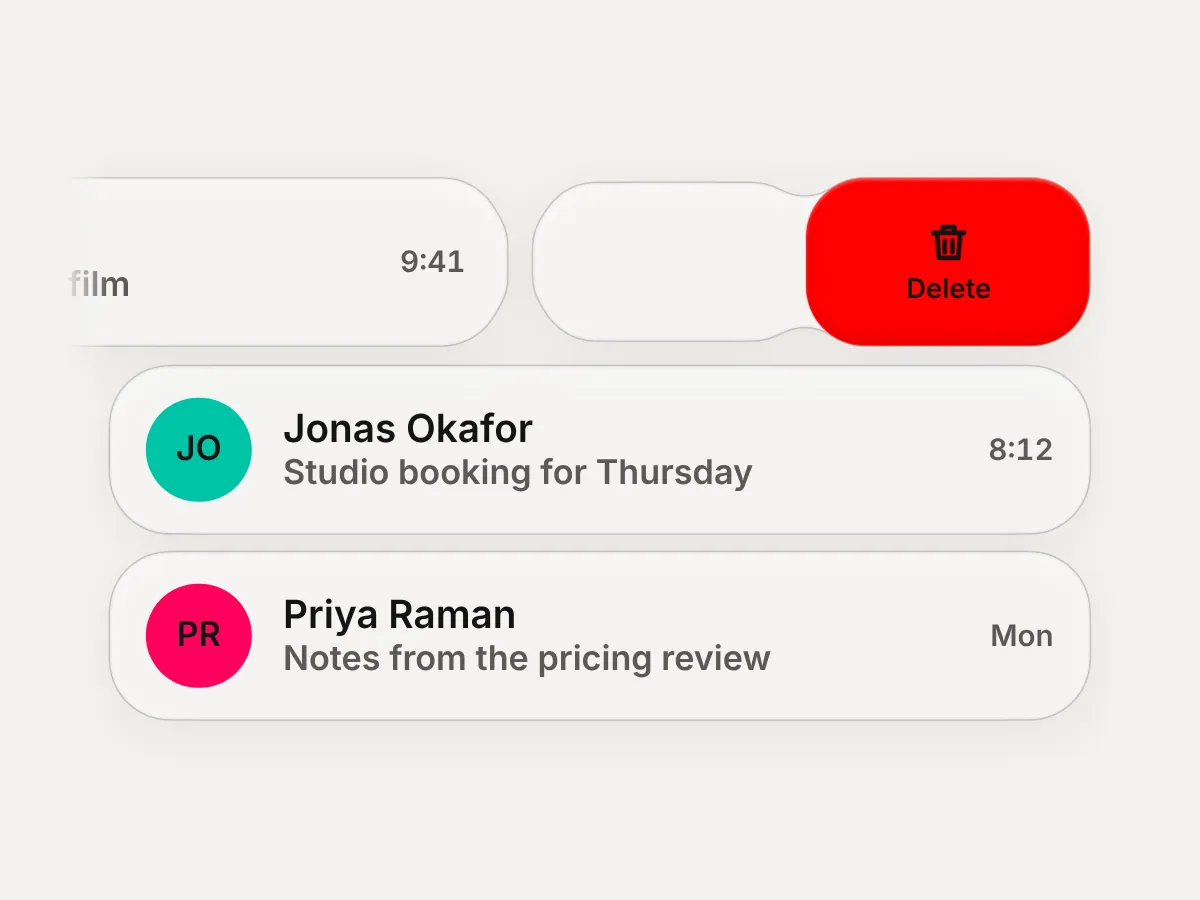 film
9:41
Delete
JO
Jonas Okafor
Studio booking for Thursday
8:12
PR
Priya Raman
Notes from the pricing review
Mon